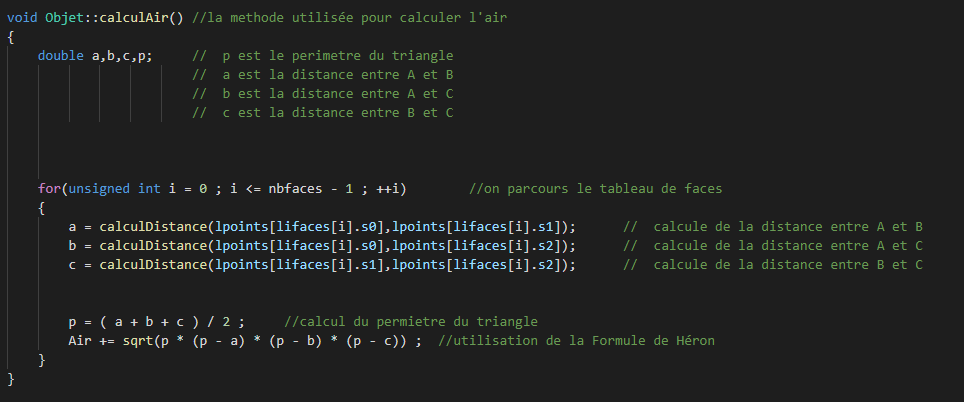 void Objet::calculAir() //la methode utilisée pour calculer l'air
{
double a,b,c,p; // p est le perimetre du triangle
// a est la distance entre A et B
// b est la distance entre A et C
// c est la distance entre B et C
for(unsigned int i = 0 ; i <= nbfaces - 1 ; ++i) //on parcours le tableau de faces
{
a = calculDistance(lpoints[lifaces[i].s0],lpoints[lifaces[i].s1]); // calcule de la distance entre A et B
b = calculDistance(lpoints[lifaces[i].s0],lpoints[lifaces[i].s2]); // calcule de la distance entre A et C
c = calculDistance(lpoints[lifaces[i].s1],lpoints[lifaces[i].s2]); // calcule de la distance entre B et C
p = ( a + b + c ) / 2 ; //calcul du permietre du triangle
Air += sqrt(p * (p - a) * (p - b) * (p - c)) ; //utilisation de la Formule de Héron
}
}